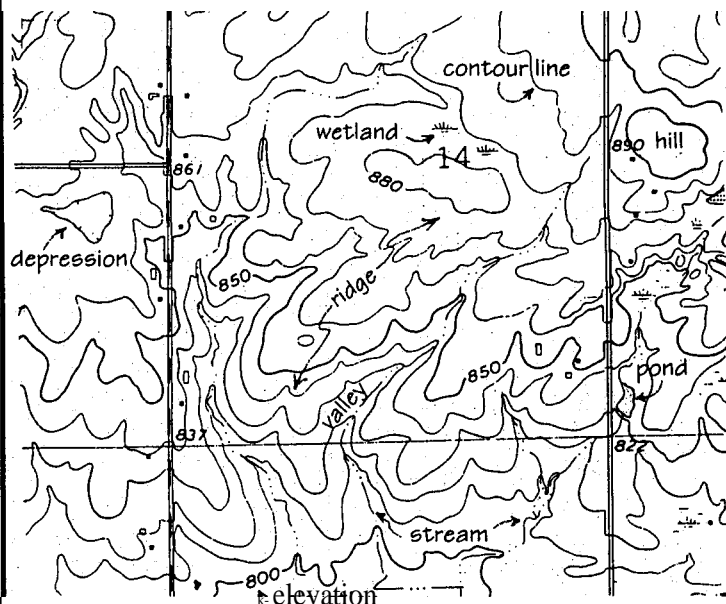 contour line
wetland
14
890
hill
861
880
depression
850
ridge
850
pond
valley
837
822
stream
800
elevation